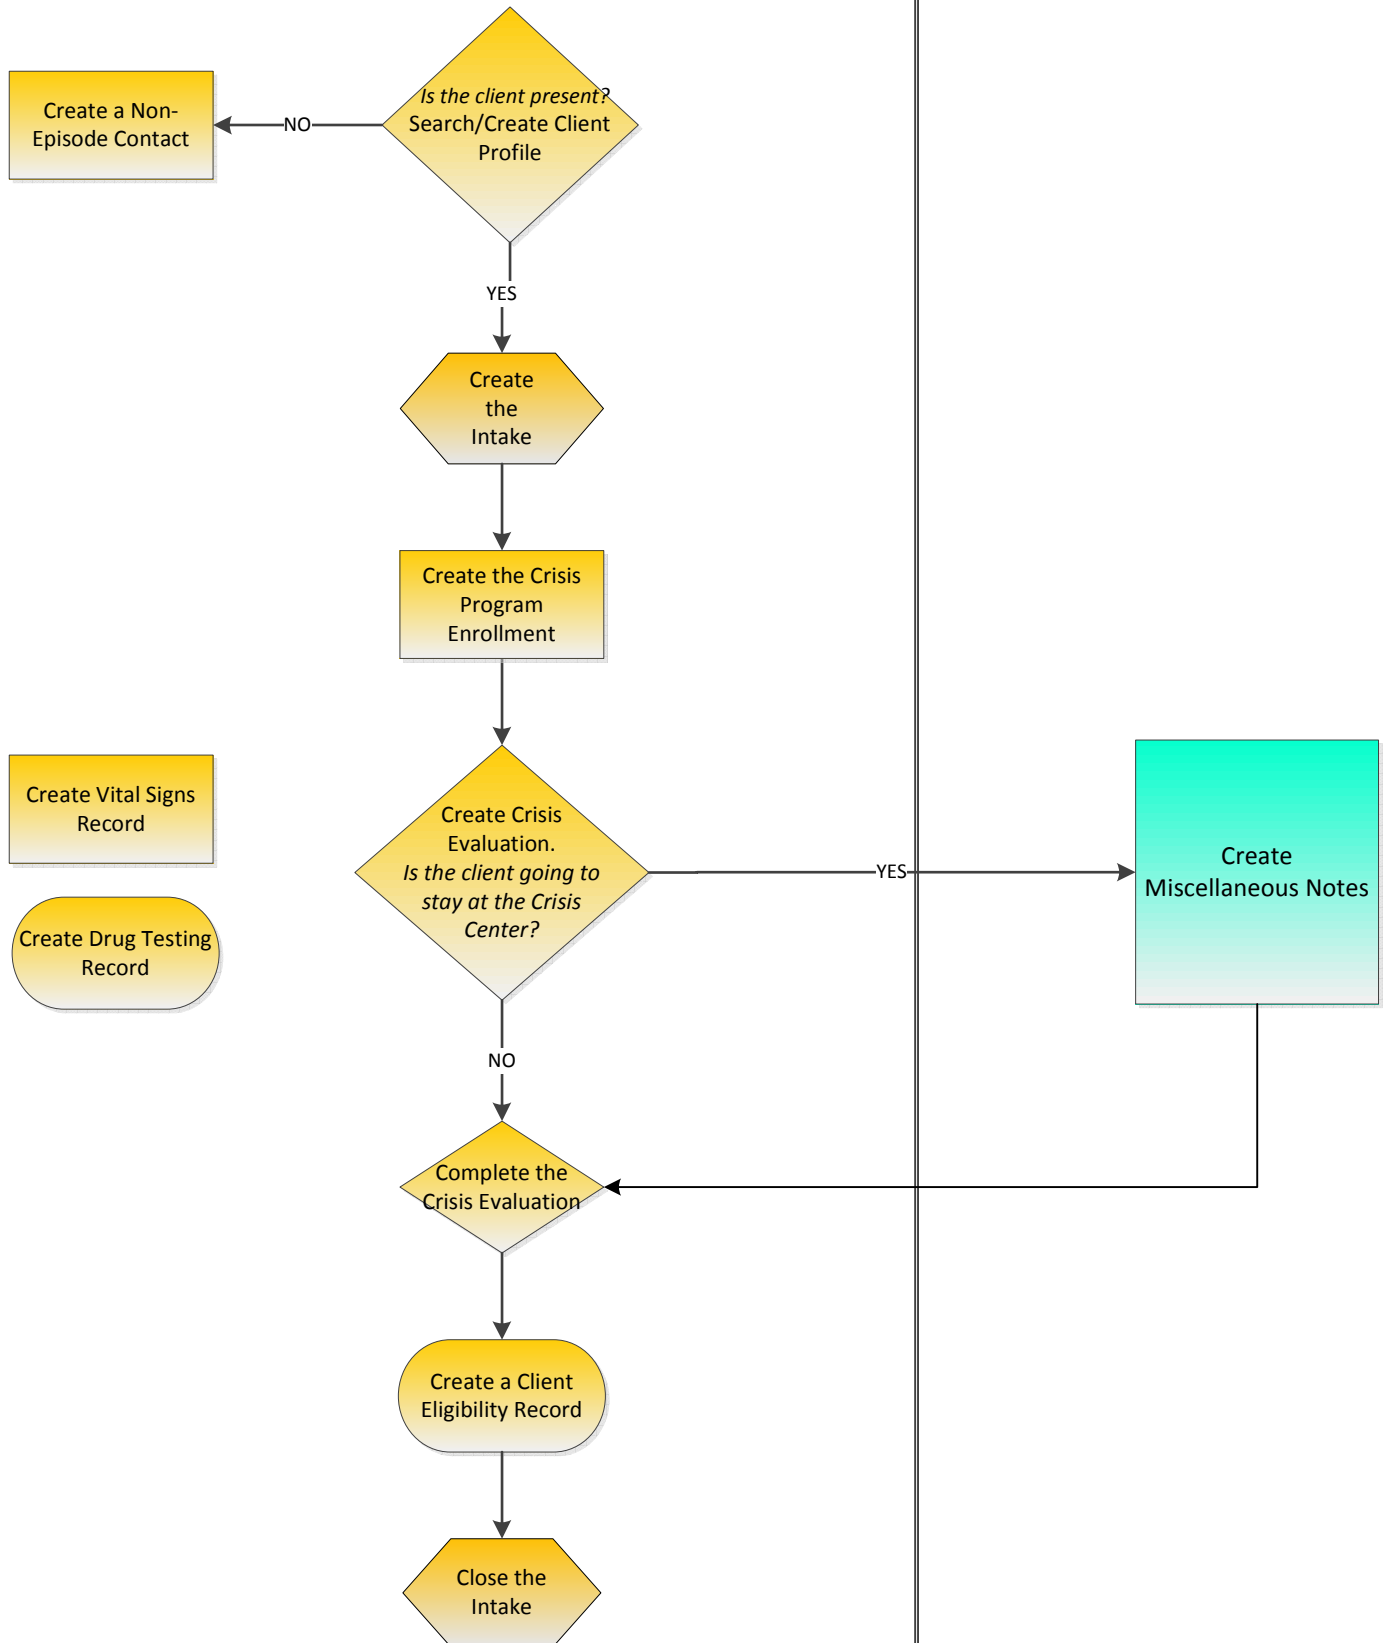 Is the client present?
Search/Create Client
Profile
Create a Non-
Episode Contact
NO
YES
Create
the
Intake
Create the Crisis
Program
Enrollment
Create Vital Signs
Record
Create Drug Testing
Record
Create Crisis
Evaluation.
Is the client going to
stay at the Crisis
Center?
YES
Create
Miscellaneous Notes
NO
Complete the
Crisis Evaluation
Create a Client
Eligibility Record
Close the
Intake